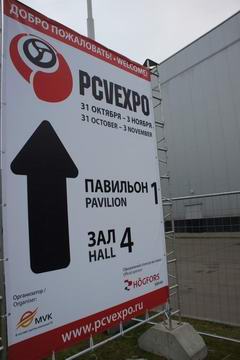 ДОБРО ПОЖАЛОВАТЬ! • WELCOME!
PCVEXPO
31 ОКТЯБРЯ – 3 НОЯБРЯ
31 OCTOBER – 3 NOVEMBER
ПАВИЛЬОН 1
PAVILION
ЗАЛ 4
HALL
Организатор /
Organiser:
MVK
HÖGFORS
www.pcvexpo.ru